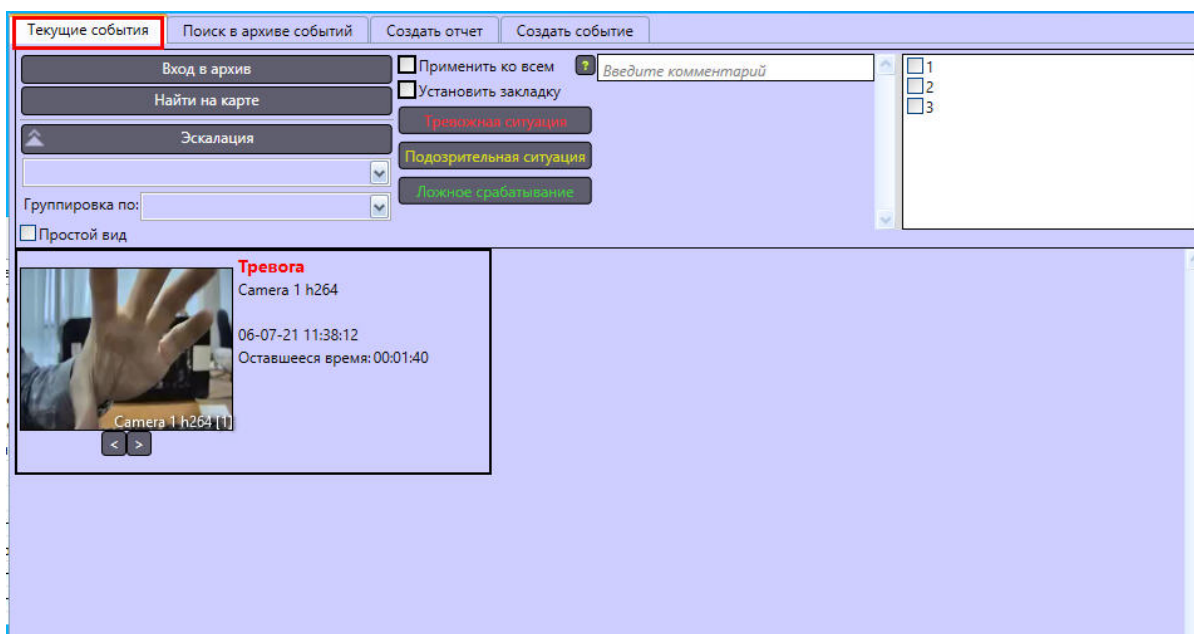 Текущие события
Поиск в архиве событий
Создать отчет
Создать событие
Вход в архив
Найти на карте
Эскалация
Группировка по:
Простой вид
Применить ко всем
?
Установить закладку
Тревожная ситуация
Подозрительная ситуация
Ложное срабатывание
Введите комментарий
1
2
3
Тревога
Camera 1 h264
06-07-21 11:38:12
Оставшееся время: 00:01:40
Camera 1 h264 [1]
< >